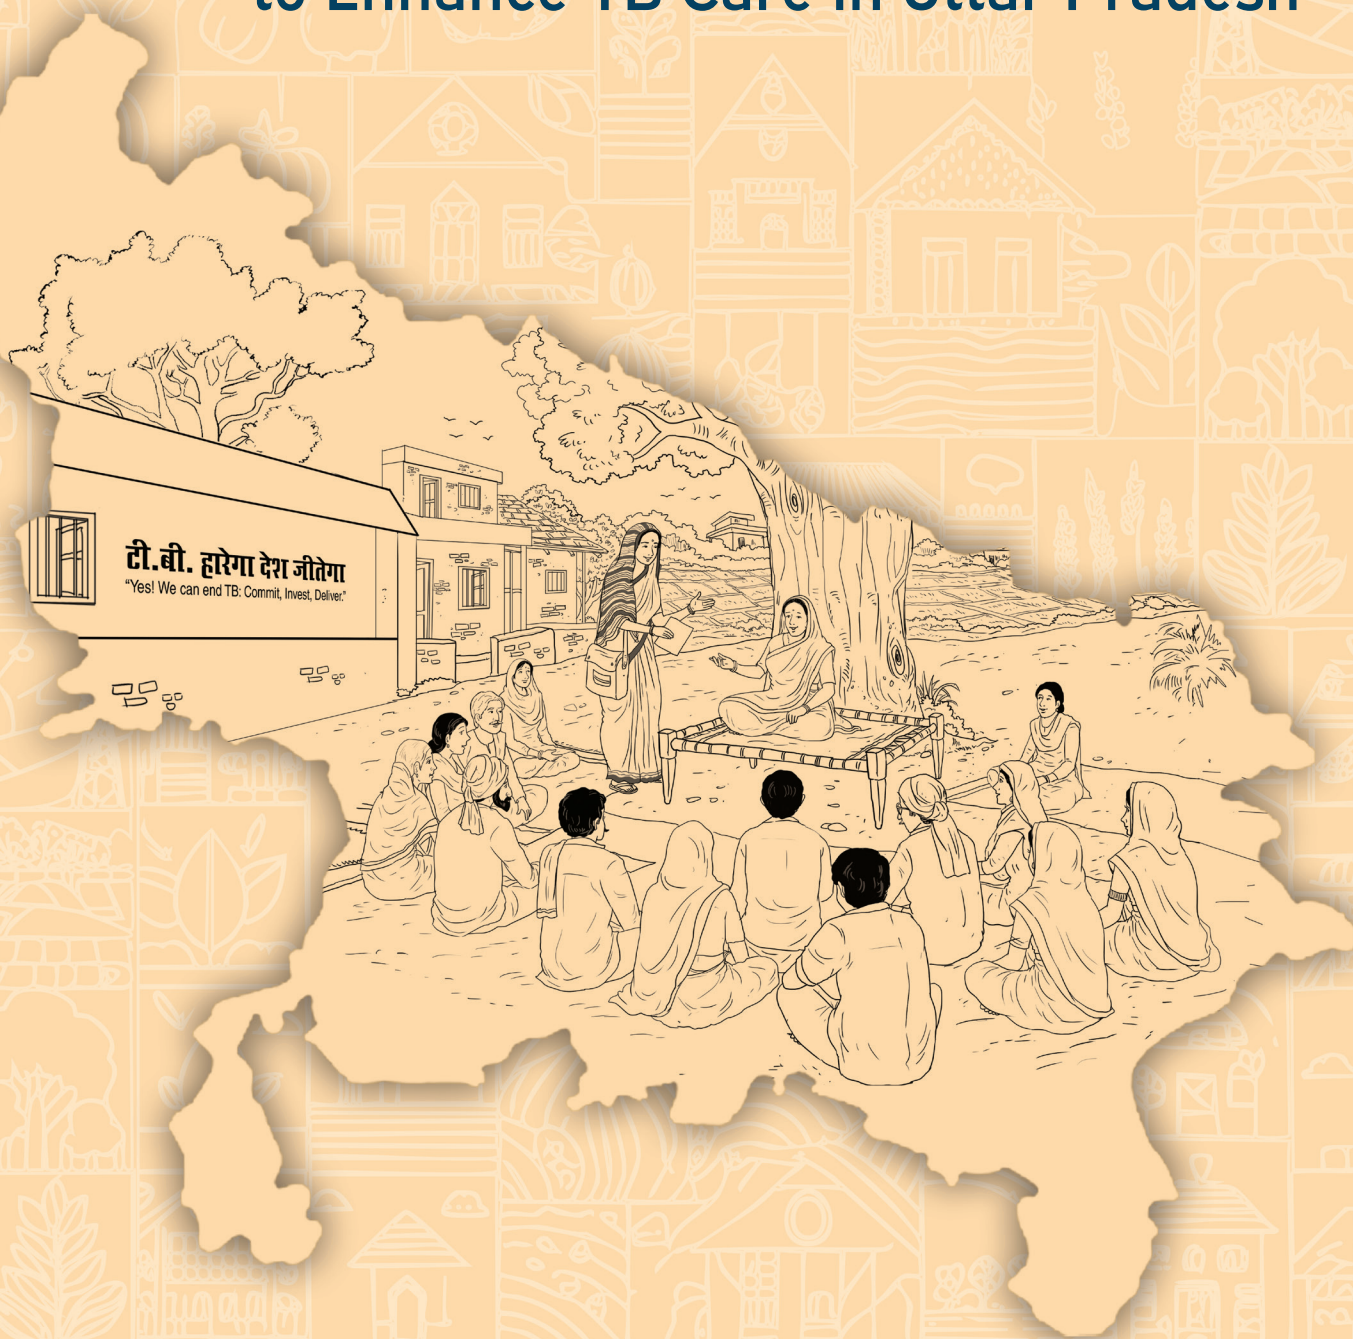 to Enhance TB Care in Uttar Pradesh
टी.बी. हारेगा देश जीतेगा
“Yes! We can end TB: Commit, Invest, Deliver.”